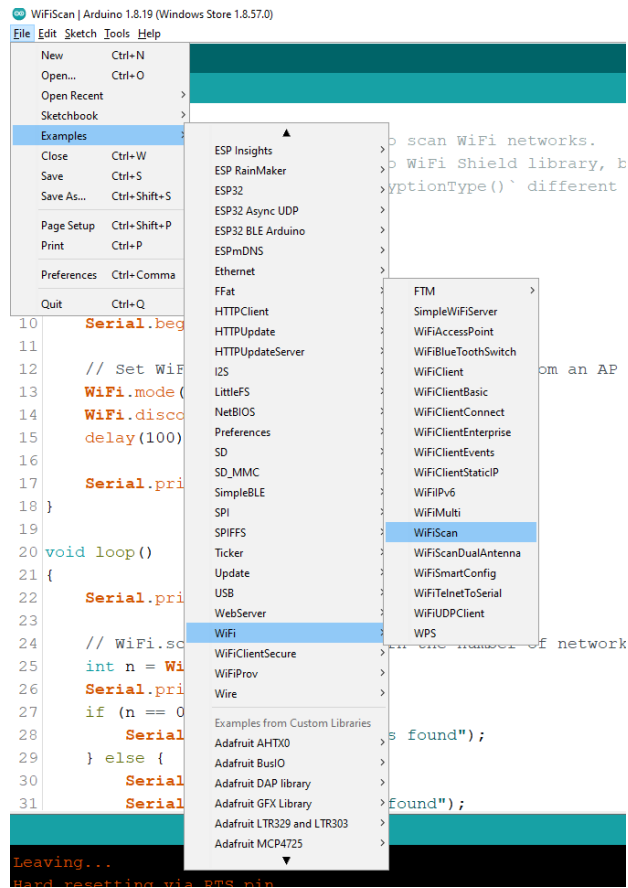 WiFiScan | Arduino 1.8.19 (Windows Store 1.8.57.0)
File Edit Sketch Tools Help
New Ctrl+N
Open... Ctrl+O
Open Recent
Sketchbook
Examples
Close Ctrl+W
Save Ctrl+S
Save As... Ctrl+Shift+S
Page Setup Ctrl+Shift+P
Print Ctrl+P
Preferences Ctrl+Comma
Quit Ctrl+Q
ESP Insights
ESP RainMaker
ESP32
ESP32 Async UDP
ESP32 BLE Arduino
ESPmDNS
Ethernet
FFat
HTTPClient
HTTPUpdate
HTTPUpdateServer
I2S
LittleFS
NetBIOS
Preferences
SD
SD_MMC
SimpleBLE
SPI
SPIFFS
Ticker
Update
USB
WebServer
WiFi
WiFiClientSecure
WiFiProv
Wire
Examples from Custom Libraries
Adafruit AHTX0
Adafruit BusIO
Adafruit DAP library
Adafruit GFX Library
Adafruit LTR329 and LTR303
Adafruit MCP4725
FTM
SimpleWiFiServer
WiFiAccessPoint
WiFiBlueToothSwitch
WiFiClient
WiFiClientBasic
WiFiClientConnect
WiFiClientEnterprise
WiFiClientEvents
WiFiClientStaticIP
WiFiIPv6
WiFiMulti
WiFiScan
WiFiScanDualAntenna
WiFiSmartConfig
WiFiTelnetToSerial
WiFiUDPClient
WPS
o scan WiFi networks.
o WiFi Shield library, b
yptionType()` different
10 Serial.beg
11
12 // Set WiF om an AP
13 WiFi.mode(
14 WiFi.disco
15 delay(100)
16
17 Serial.pri
18 }
19
20 void loop()
21 {
22 Serial.pri
23
24 // WiFi.sc n the number of network
25 int n = Wi
26 Serial.pri
27 if (n == 0
28 Serial s found");
29 } else {
30 Serial
31 Serial found");
Leaving...
Hard resetting via RTS pin